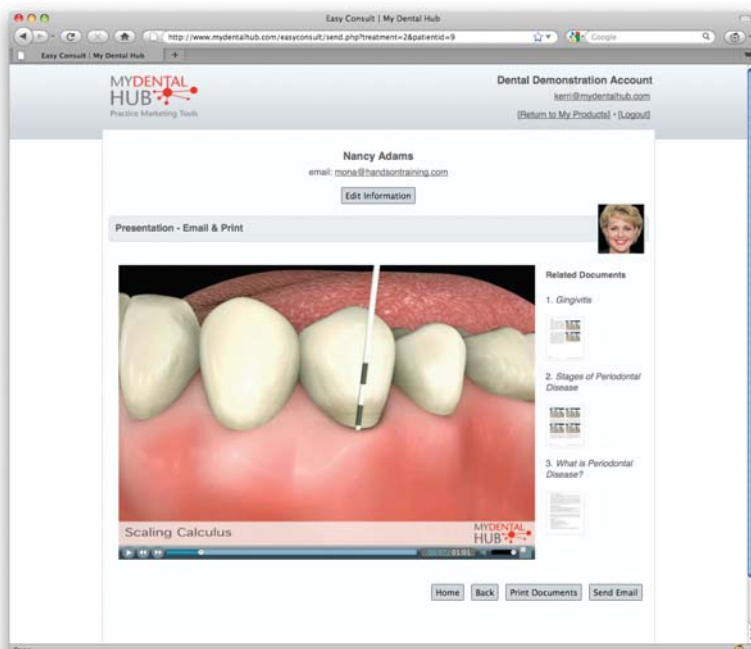 Easy Consult | My Dental Hub
http://www.mydentalhub.com/easyconsult/send.php?treatment=2&patientid=9
Google
Easy Consult | My Dental Hub
+
MYDENTAL
HUB
Practice Marketing Tools
Dental Demonstration Account
kerri@mydentalhub.com
[Return to My Products] • [Logout]
Nancy Adams
email: mona@handsontraining.com
Edit Information
Presentation - Email & Print
Related Documents
1. Gingivitis
2. Stages of Periodontal
Disease
3. What is Periodontal
Disease?
Scaling Calculus
MYDENTAL
HUB
01:01
Home
Back
Print Documents
Send Email